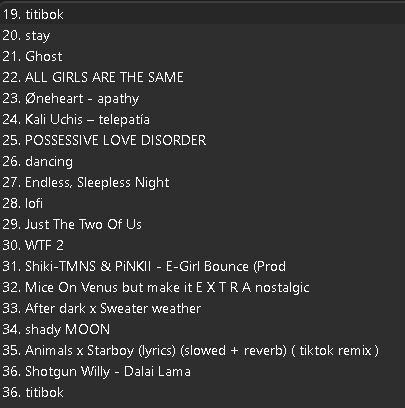 19. titibok
20. stay
21. Ghost
22. ALL GIRLS ARE THE SAME
23. Øneheart - apathy
24. Kali Uchis – telepatía
25. POSSESSIVE LOVE DISORDER
26. dancing
27. Endless, Sleepless Night
28. lofi
29. Just The Two Of Us
30. WTF 2
31. Shiki-TMNS & PiNKII - E-Girl Bounce (Prod
32. Mice On Venus but make it E X T R A nostalgic
33. After dark x Sweater weather
34. shady MOON
35. Animals x Starboy (lyrics) (slowed + reverb) ( tiktok remix )
36. Shotgun Willy - Dalai Lama
36. titibok